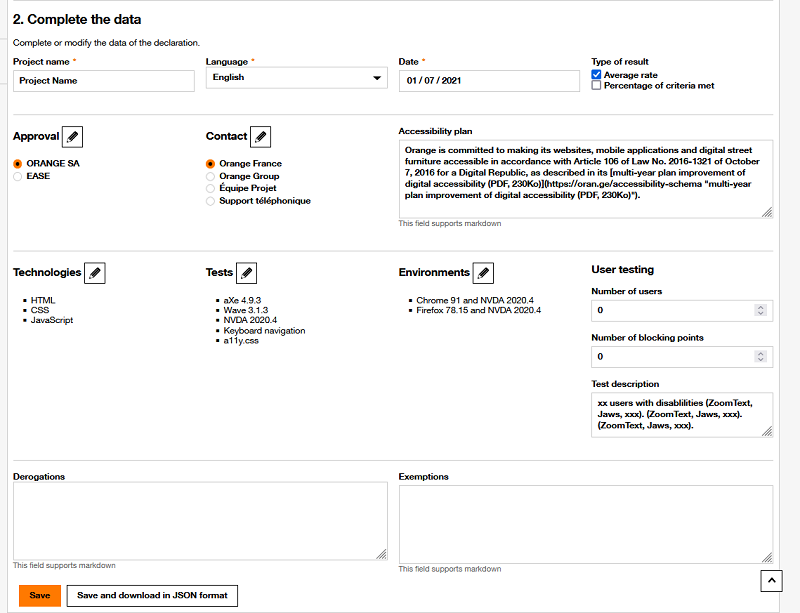 2. Complete the data
Complete or modify the data of the declaration.
Project name *
Project Name
Language *
English
Date *
01 / 07 / 2021
Type of result
Average rate
Percentage of criteria met
Approval
ORANGE SA
EASE
Contact
Orange France
Orange Group
Équipe Projet
Support téléphonique
Accessibility plan
Orange is committed to making its websites, mobile applications and digital street
furniture accessible in accordance with Article 106 of Law No. 2016-1321 of October
7, 2016 for a Digital Republic, as described in its [multi-year plan improvement of
digital accessibility (PDF, 230Ko)](https://oran.ge/accessibility-schema "multi-year
plan improvement of digital accessibility (PDF, 230Ko)").
This field supports markdown
Technologies
HTML
CSS
JavaScript
Tests
aXe 4.9.3
Wave 3.1.3
NVDA 2020.4
Keyboard navigation
a11y.css
Environments
Chrome 91 and NVDA 2020.4
Firefox 78.15 and NVDA 2020.4
User testing
Number of users
0
Number of blocking points
0
Test description
xx users with disablilities (ZoomText,
Jaws, xxx). (ZoomText, Jaws, xxx).
(ZoomText, Jaws, xxx).
Derogations
This field supports markdown
Exemptions
This field supports markdown
Save
Save and download in JSON format